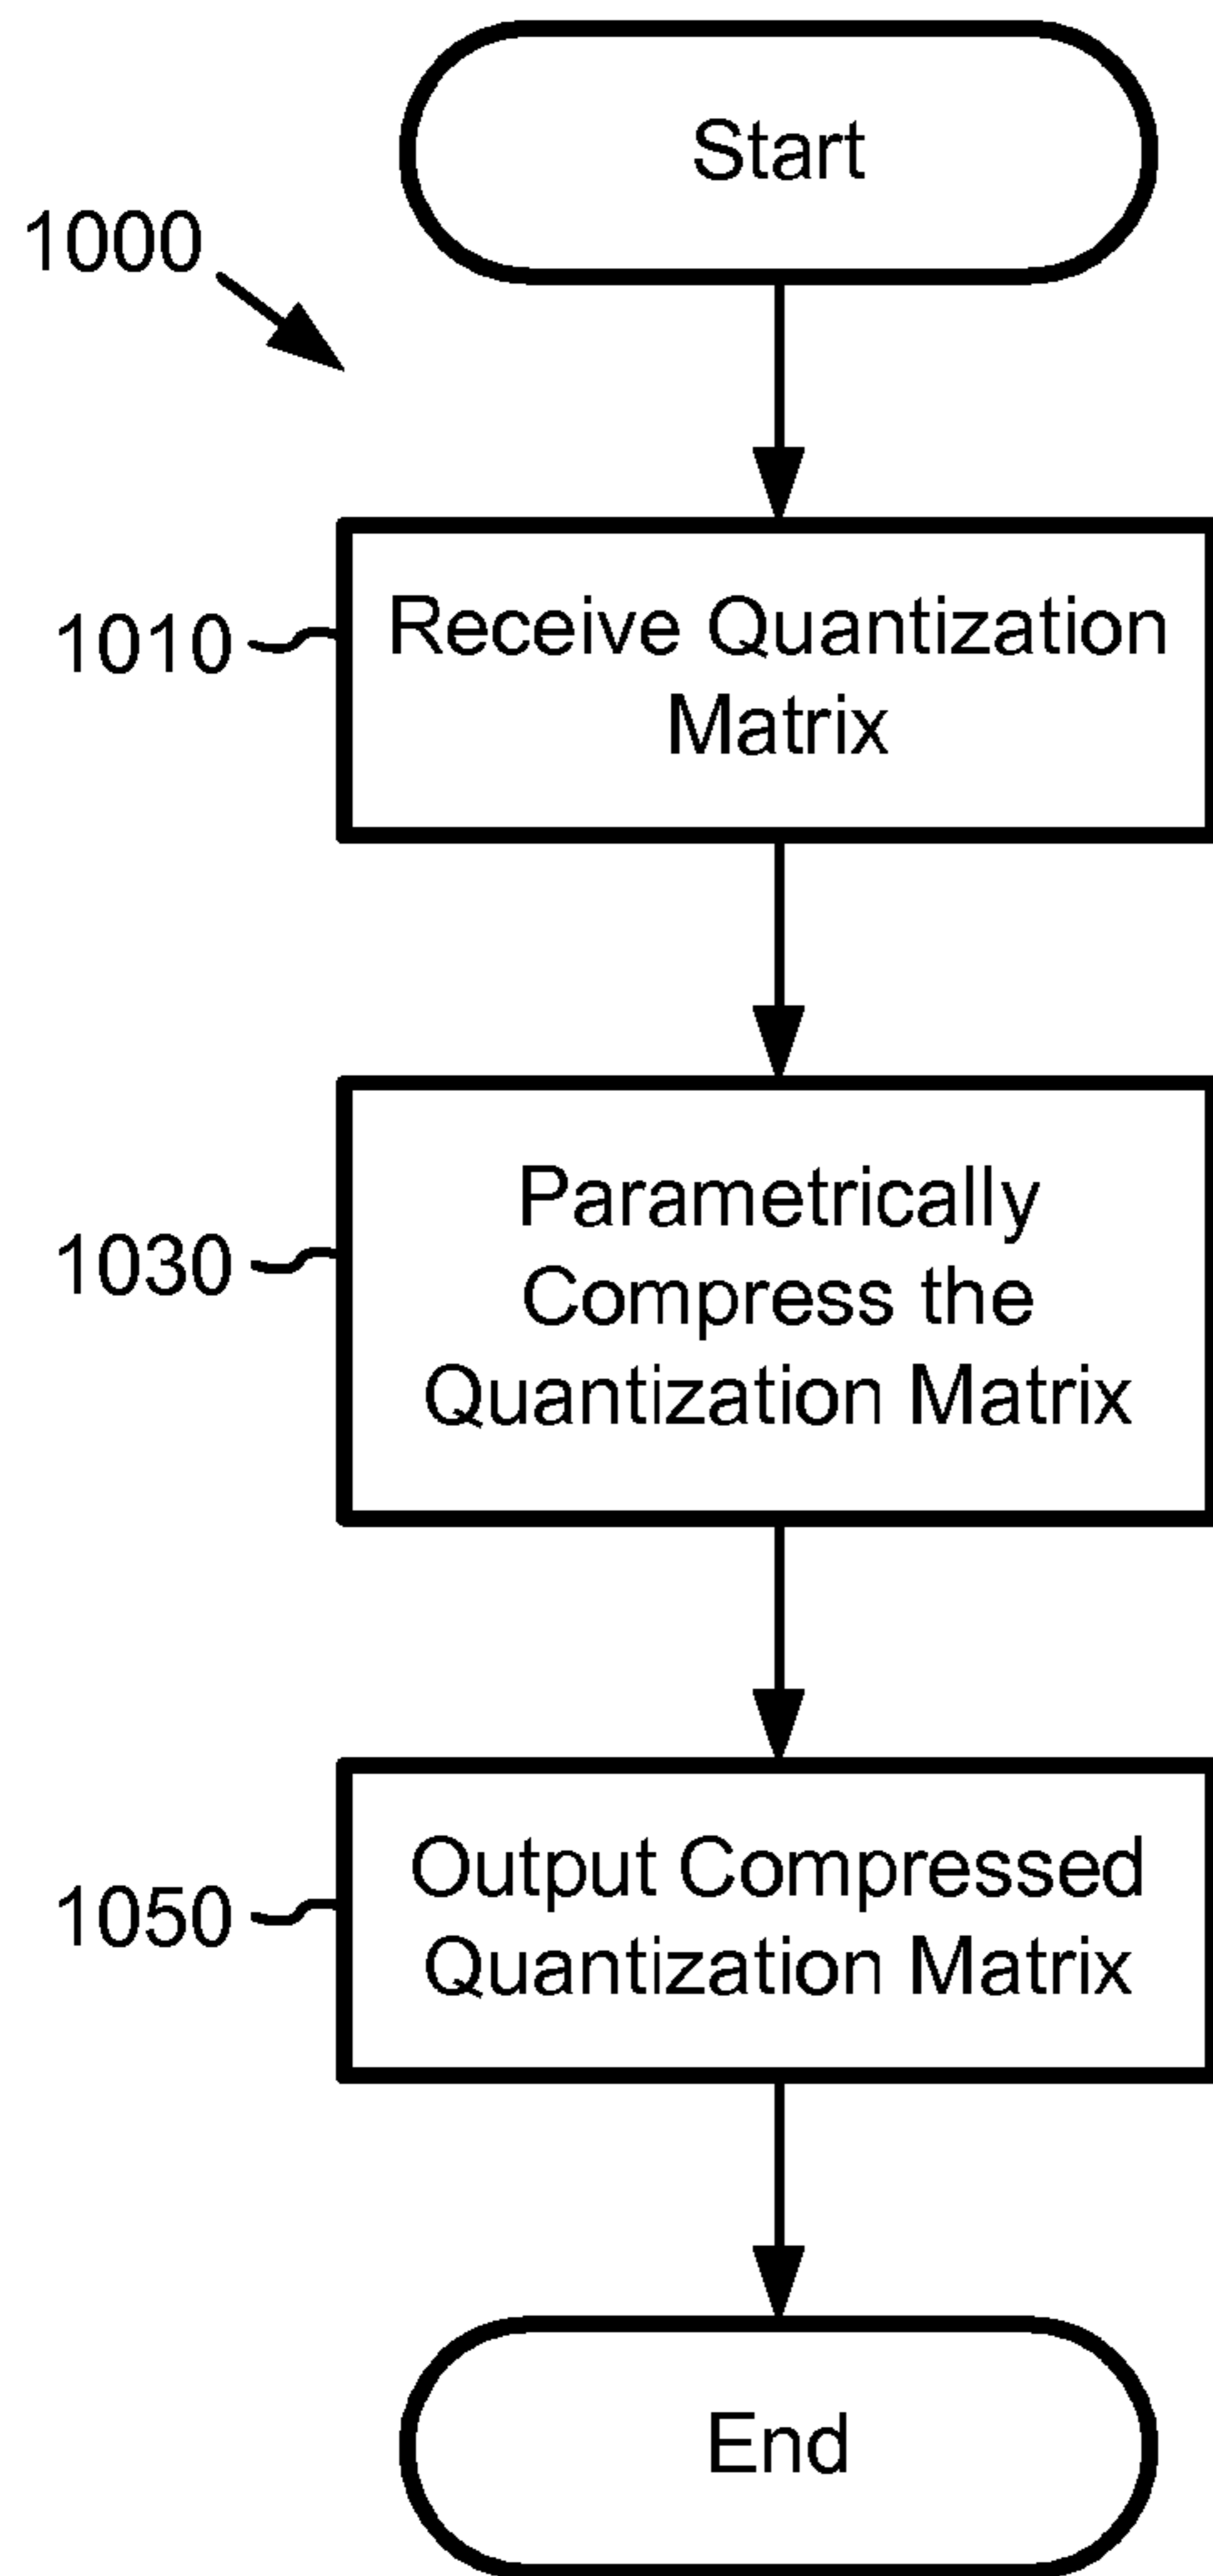 Start
1000
1010
Receive Quantization
Matrix
1030
Parametrically
Compress the
Quantization Matrix
1050
Output Compressed
Quantization Matrix
End